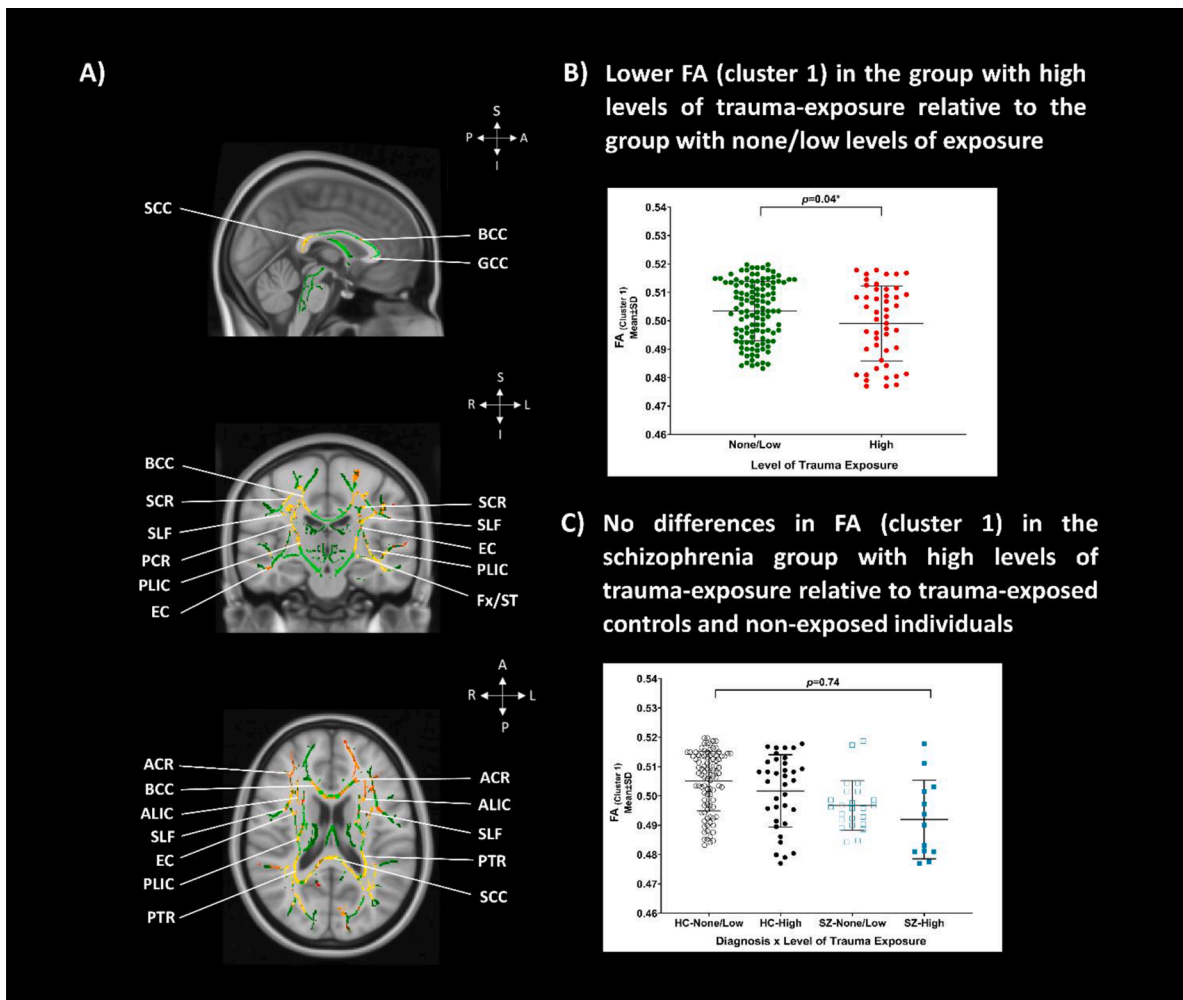 A)
S
P A
I
SCC
BCC
GCC
S
R L
I
BCC
SCR
SLF
PCR
PLIC
EC
SCR
SLF
EC
PLIC
Fx/ST
A
R L
P
ACR
BCC
ALIC
SLF
EC
PLIC
PTR
ACR
ALIC
SLF
PTR
SCC
B) Lower FA (cluster 1) in the group with high
levels of trauma-exposure relative to the
group with none/low levels of exposure
p=0.04*
0.54
0.53
0.52
0.51
0.50
0.49
0.48
0.47
0.46
FA (Cluster 1)
Mean±SD
None/Low High
Level of Trauma Exposure
C) No differences in FA (cluster 1) in the
schizophrenia group with high levels of
trauma-exposure relative to trauma-exposed
controls and non-exposed individuals
p=0.74
0.54
0.53
0.52
0.51
0.50
0.49
0.48
0.47
0.46
FA (Cluster 1)
Mean±SD
HC-None/Low HC-High SZ-None/Low SZ-High
Diagnosis x Level of Trauma Exposure